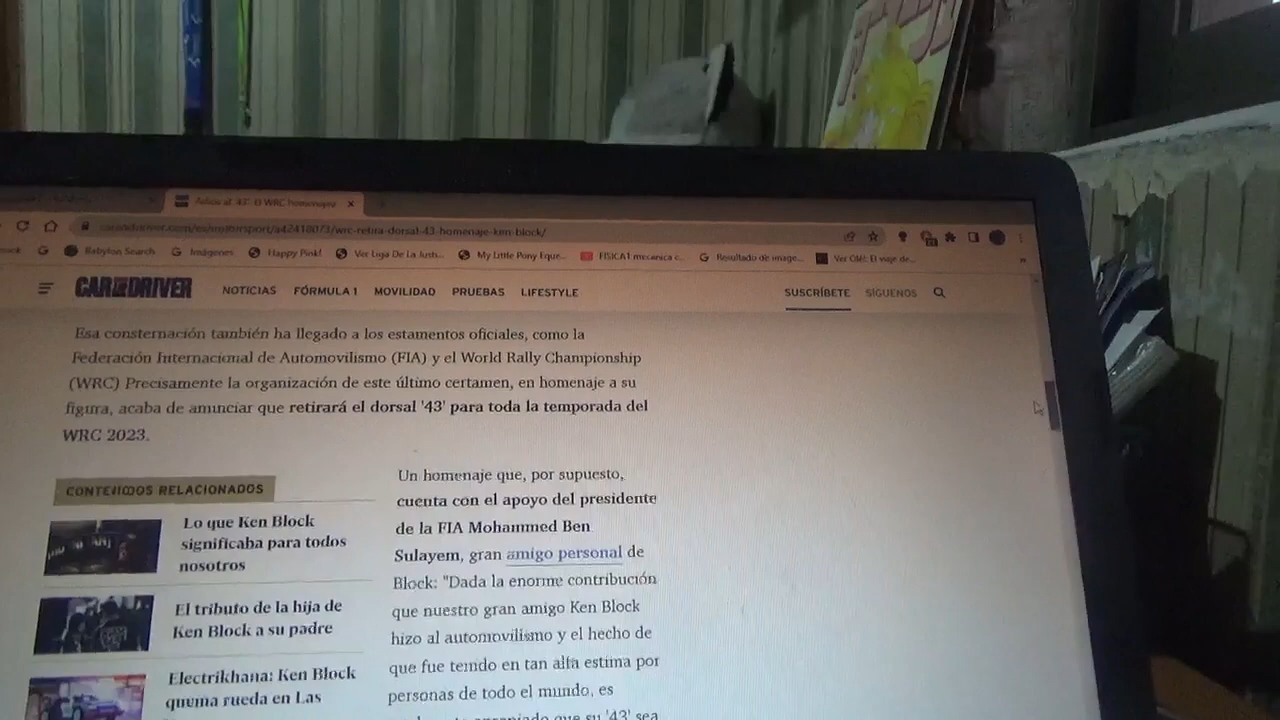 Adiós al '43': El WRC homenajea
caranddriver.com/es/motorsport/a42418073/wrc-retira-dorsal-43-homenaje-ken-block/
Babylon Search Imágenes Happy Pink! Ver Liga De La Justi... My Little Pony Eque... FISICA1 mecanica c... Resultado de image... Ver Olé!: El viaje de... »
CAR AND DRIVER NOTICIAS FÓRMULA 1 MOVILIDAD PRUEBAS LIFESTYLE SUSCRÍBETE SÍGUENOS
Esa consternación también ha llegado a los estamentos oficiales, como la
Federación Internacional de Automovilismo (FIA) y el World Rally Championship
(WRC) Precisamente la organización de este último certamen, en homenaje a su
figura, acaba de anunciar que retirará el dorsal '43' para toda la temporada del
WRC 2023.
CONTENIDOS RELACIONADOS
Lo que Ken Block
significaba para todos
nosotros
El tributo de la hija de
Ken Block a su padre
Electrikhana: Ken Block
quema rueda en Las
Un homenaje que, por supuesto,
cuenta con el apoyo del presidente
de la FIA Mohammed Ben
Sulayem, gran amigo personal de
Block: "Dada la enorme contribución
que nuestro gran amigo Ken Block
hizo al automovilismo y el hecho de
que fue tenido en tan alta estima por
personas de todo el mundo, es
que su '43' sea